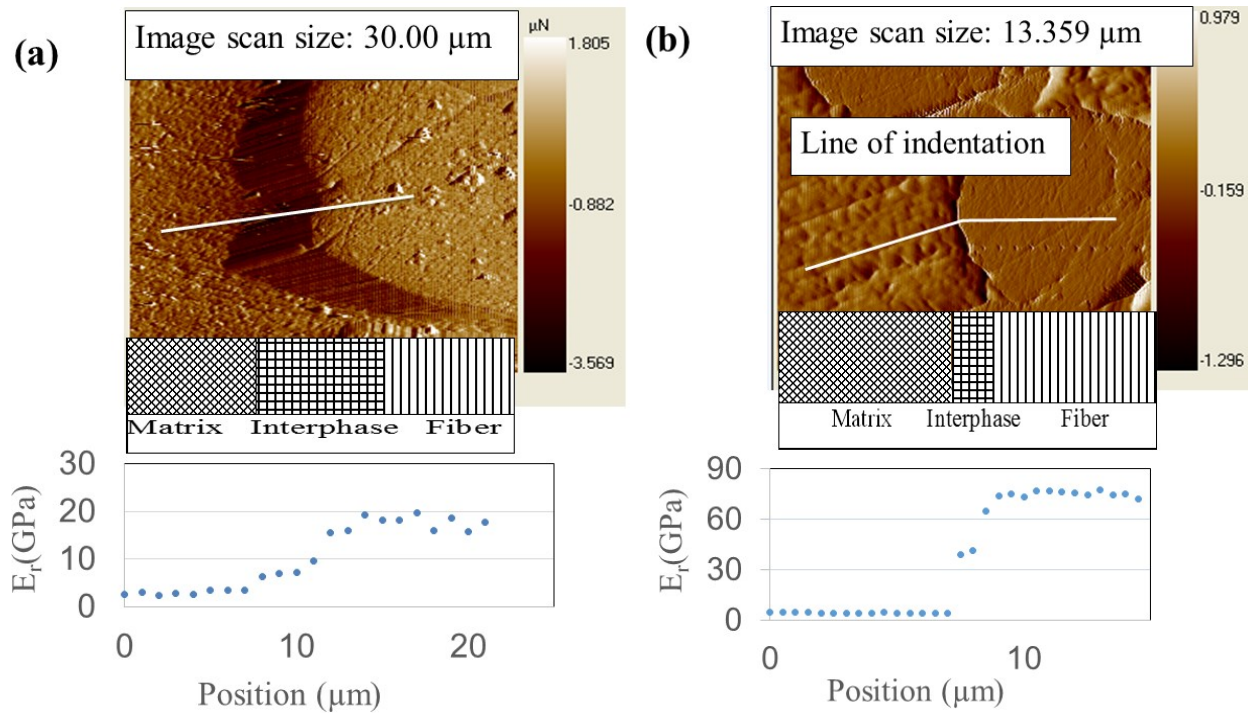 (a)
Image scan size: 30.00 μm
μN
1.805
-0.882
-3.569
Matrix Interphase Fiber
30
20
10
0
Er(GPa)
0 10 20
Position (μm)
(b)
Image scan size: 13.359 μm
0.979
-0.159
-1.296
Line of indentation
Matrix Interphase Fiber
90
60
30
0
Er(GPa)
0 10
Position (μm)